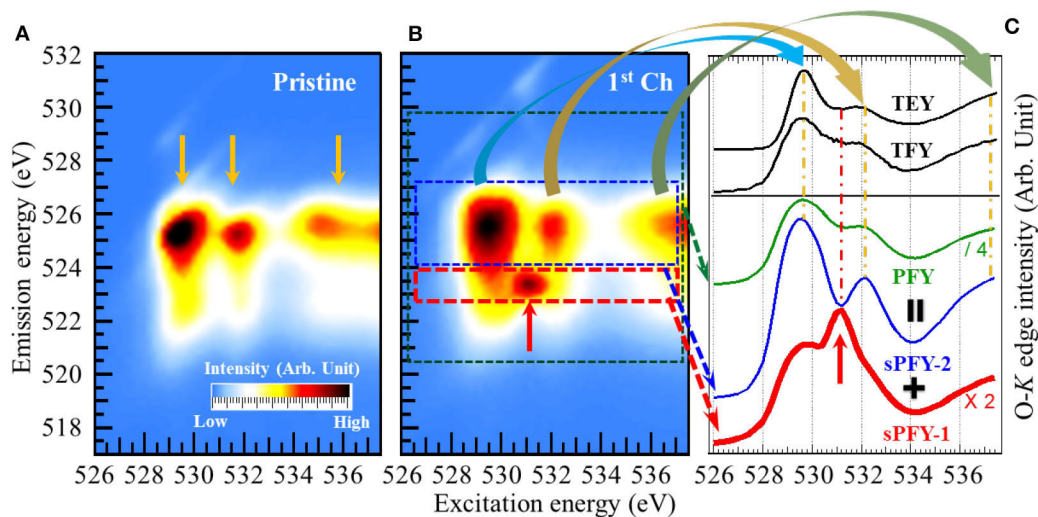 A
B
C
532
530
528
526
524
522
520
518
Emission energy (eV)
Pristine
Intensity (Arb. Unit)
Low
High
526
528
530
532
534
536
1st Ch
526
528
530
532
534
536
Excitation energy (eV)
TEY
TFY
/ 4
PFY
=
sPFY-2
+
X 2
sPFY-1
526
528
530
532
534
536
O-K edge intensity (Arb. Unit)